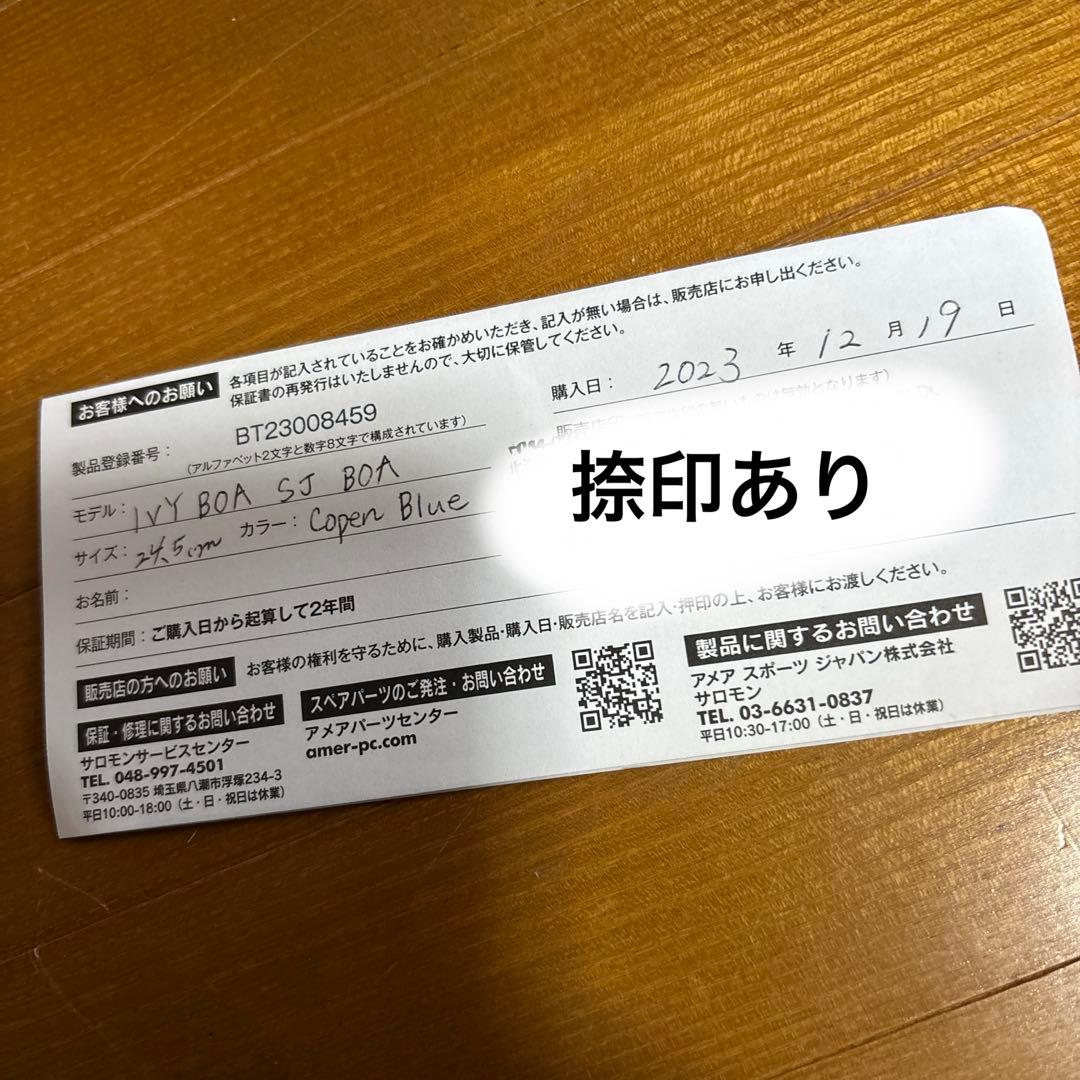 お客様へのお願い 各項目が記入されていることをお確かめいただき、記入が無い場合は、販売店にお申し出ください。
保証書の再発行はいたしませんので、大切に保管してください。
製品登録番号： BT23008459
（アルファベット2文字と数字8文字で構成されています）
モデル： IVY BOA SJ BOA
サイズ： 24.5cm カラー： Copen Blue
お名前：
保証期間：ご購入日から起算して2年間
購入日： 2023 年 12 月 19 日
販売店印 は無効となります）
捺印あり
販売店の方へのお願い お客様の権利を守るために、購入製品・購入日・販売店名を記入・押印の上、お客様にお渡しください。
保証・修理に関するお問い合わせ
サロモンサービスセンター
TEL. 048-997-4501
〒340-0835 埼玉県八潮市浮塚234-3
平日10:00-18:00（土・日・祝日は休業）
スペアパーツのご発注・お問い合わせ
アメアパーツセンター
amer-pc.com
製品に関するお問い合わせ
アメア スポーツ ジャパン株式会社
サロモン
TEL. 03-6631-0837
平日10:30-17:00（土・日・祝日は休業）